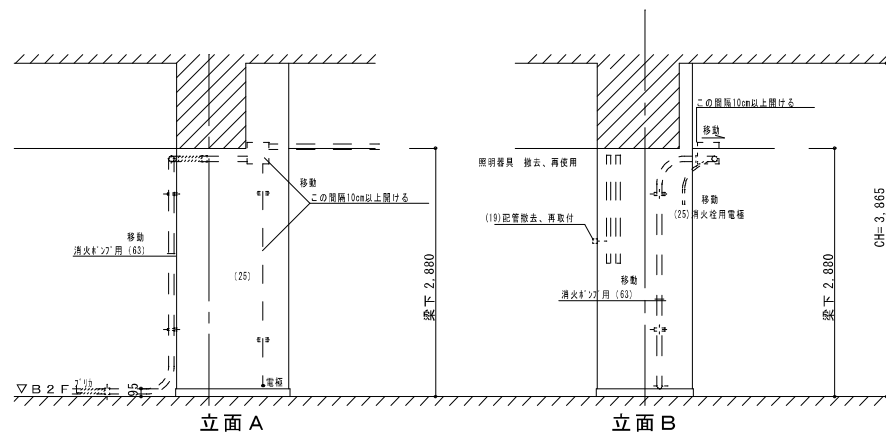 移動
この間隔10cm以上開ける
移動
消火ポンプ用 (63)
(25)
梁下 2,880
▽B2F
プリカ
95
電極
立面 A
この間隔10cm以上開ける
移動
照明器具 撤去、再使用
移動
(25)消火栓用電極
(19)配管撤去、再取付
移動
消火ポンプ用 (63)
梁下 2,880
CH=3,865
立面 B